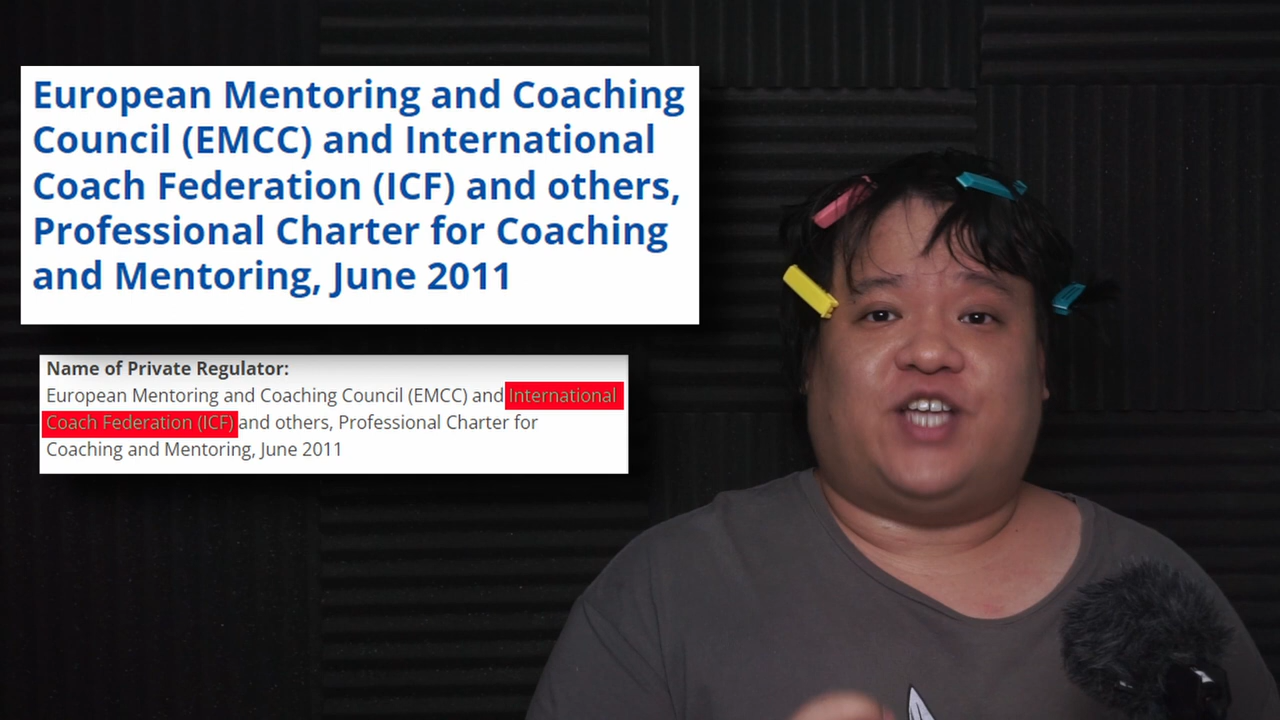 European Mentoring and Coaching
Council (EMCC) and International
Coach Federation (ICF) and others,
Professional Charter for Coaching
and Mentoring, June 2011
Name of Private Regulator:
European Mentoring and Coaching Council (EMCC) and International
Coach Federation (ICF) and others, Professional Charter for
Coaching and Mentoring, June 2011